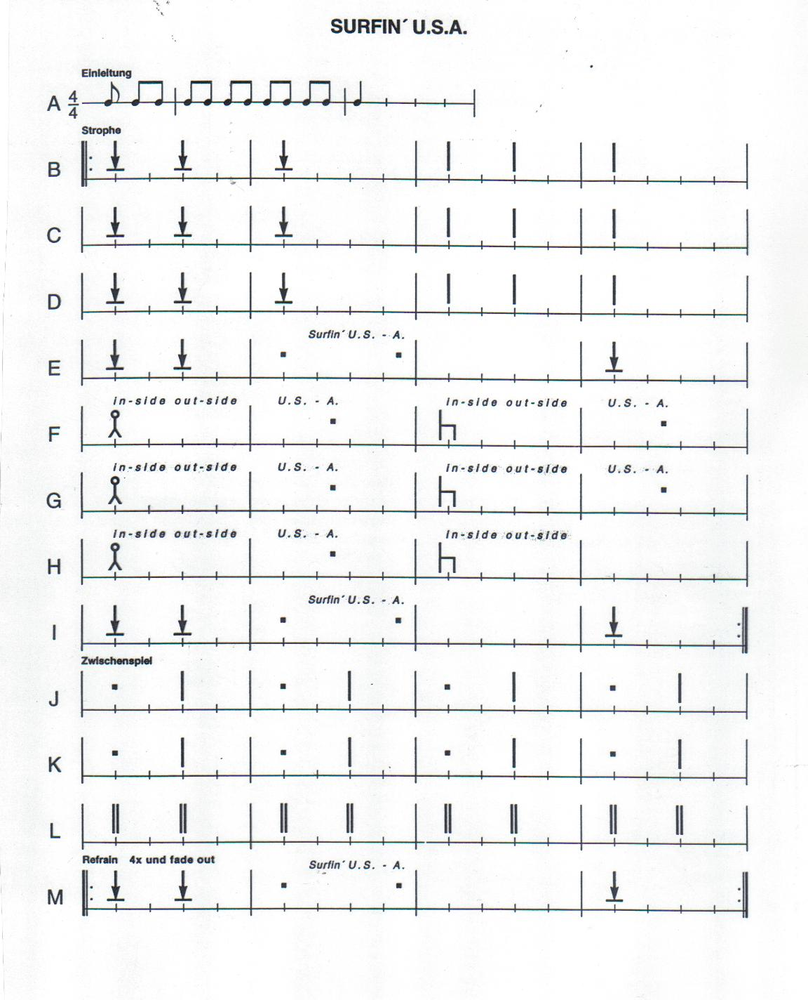 SURFIN´ U.S.A.
Einleitung
A 4/4
Strophe
B
C
D
Surfin´ U.S. - A.
E
in-side out-side U.S. - A. in-side out-side U.S. - A.
F
in-side out-side U.S. - A. in-side out-side U.S. - A.
G
in-side out-side U.S. - A. in-side out-side
H
Surfin´ U.S. - A.
I
Zwischenspiel
J
K
L
Refrain 4x und fade out Surfin´ U.S. - A.
M